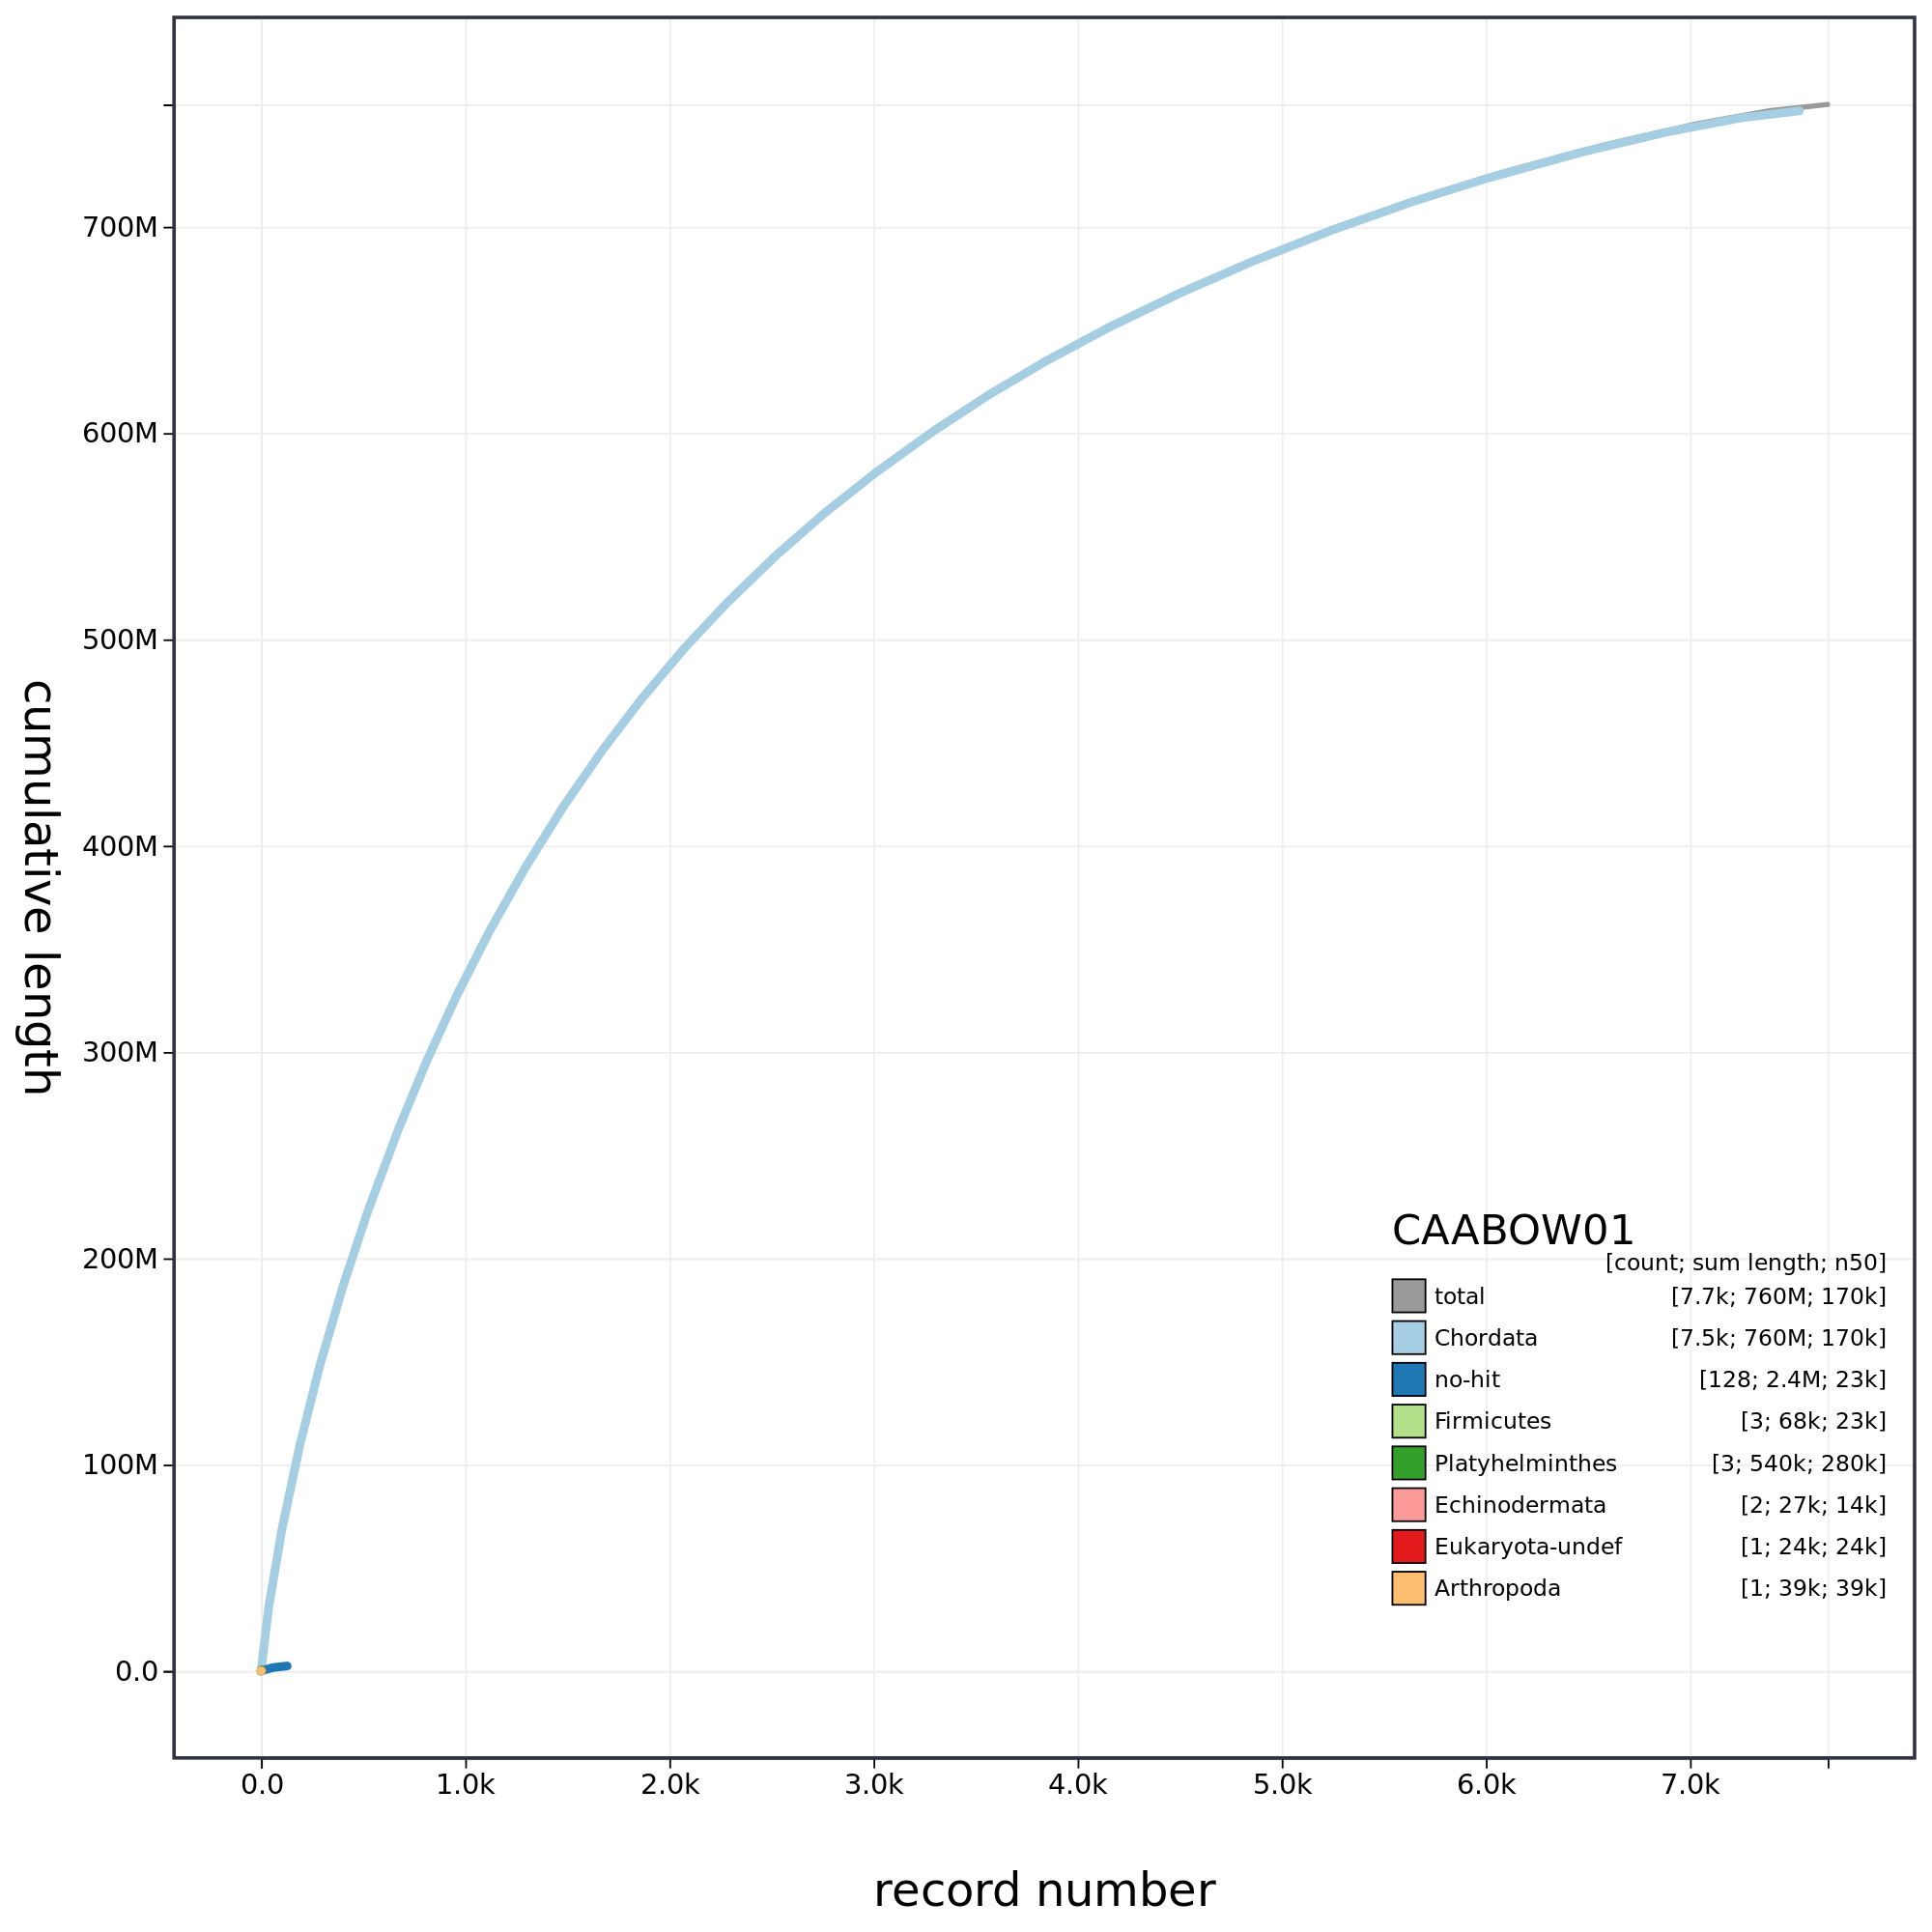 700M
600M
500M
400M
300M
200M
100M
0.0
cumulative length
0.0 1.0k 2.0k 3.0k 4.0k 5.0k 6.0k 7.0k
record number
CAABOW01
[count; sum length; n50]
total [7.7k; 760M; 170k]
Chordata [7.5k; 760M; 170k]
no-hit [128; 2.4M; 23k]
Firmicutes [3; 68k; 23k]
Platyhelminthes [3; 540k; 280k]
Echinodermata [2; 27k; 14k]
Eukaryota-undef [1; 24k; 24k]
Arthropoda [1; 39k; 39k]